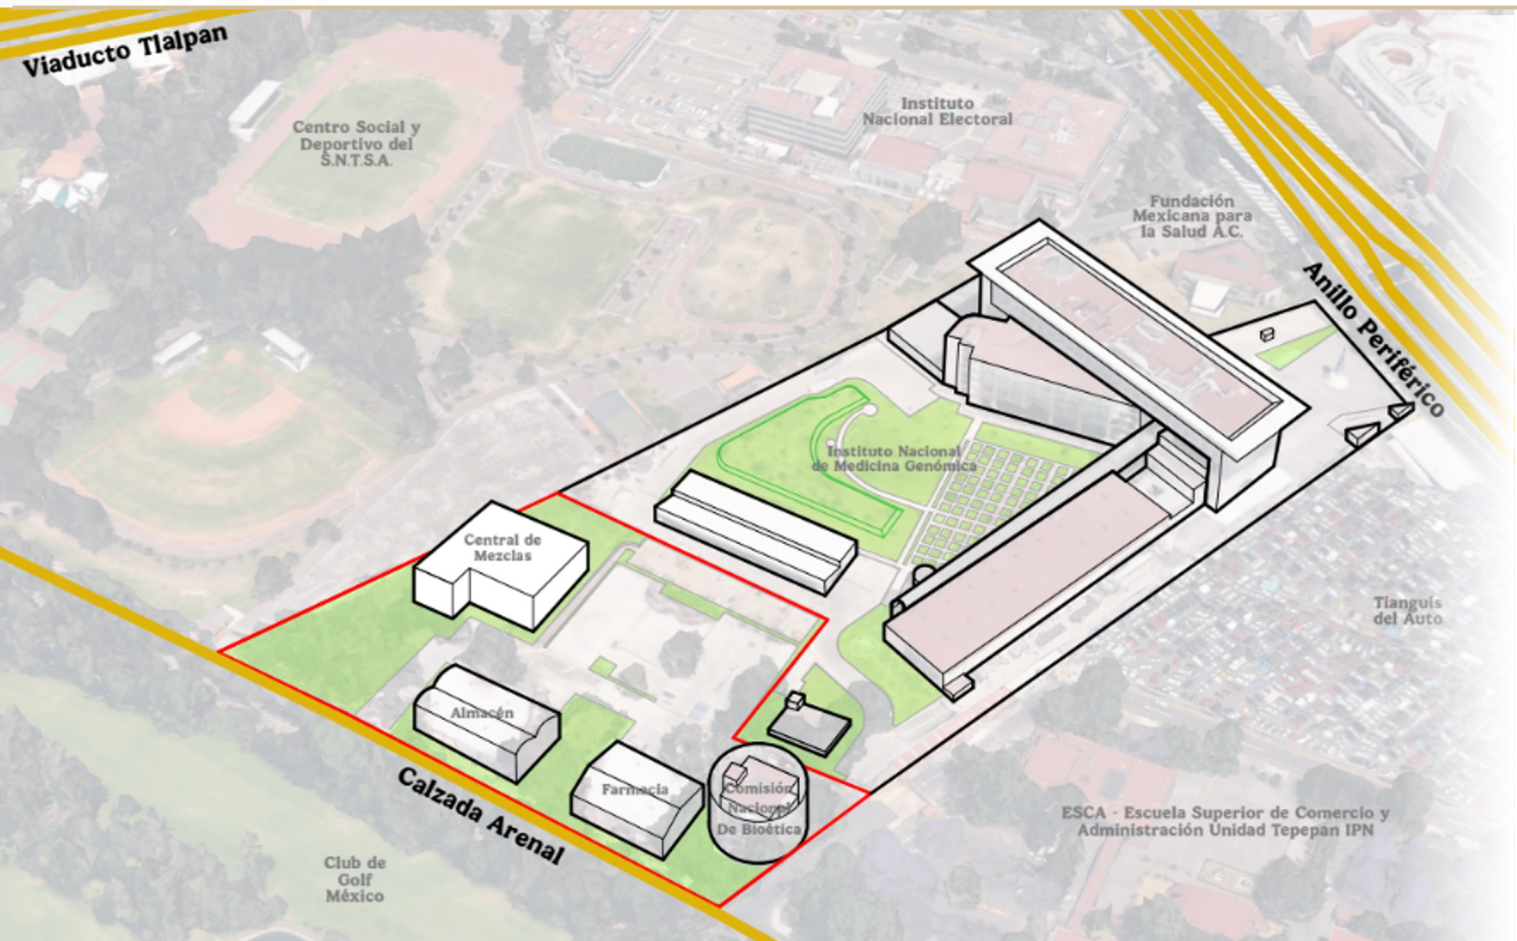 Viaducto Tlalpan
Centro Social y
Deportivo del
S.N.T.S.A.
Instituto
Nacional Electoral
Fundación
Mexicana para
la Salud A.C.
Anillo Periférico
Instituto Nacional
de Medicina Genómica
Central de
Mezclas
Tianguis
del Auto
Almacén
Farmacia
Comisión
Nacional
De Bioética
Calzada Arenal
ESCA - Escuela Superior de Comercio y
Administración Unidad Tepepan IPN
Club de
Golf
México